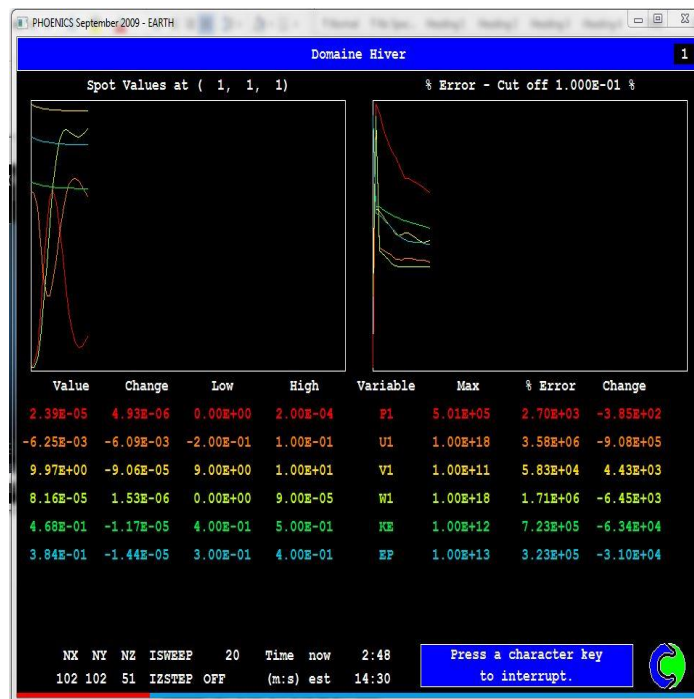 PHOENICS September 2009 - EARTH
Domaine Hiver 1
Spot Values at ( 1, 1, 1) % Error - Cut off 1.000E-01 %
Value Change Low High Variable Max % Error Change
2.39E-05 4.93E-06 0.00E+00 2.00E-04 P1 5.01E+05 2.70E+03 -3.85E+02
-6.25E-03 -6.09E-03 -2.00E-01 1.00E-01 U1 1.00E+18 3.58E+06 -9.08E+05
9.97E+00 -9.06E-05 9.00E+00 1.00E+01 V1 1.00E+11 5.83E+04 4.43E+03
8.16E-05 1.53E-06 0.00E+00 9.00E-05 W1 1.00E+18 1.71E+06 -6.45E+03
4.68E-01 -1.17E-05 4.00E-01 5.00E-01 KE 1.00E+12 7.23E+05 -6.34E+04
3.84E-01 -1.44E-05 3.00E-01 4.00E-01 EP 1.00E+13 3.23E+05 -3.10E+04
NX NY NZ ISWEEP 20 Time now 2:48
102 102 51 IZSTEP OFF (m:s) est 14:30
Press a character key
to interrupt.